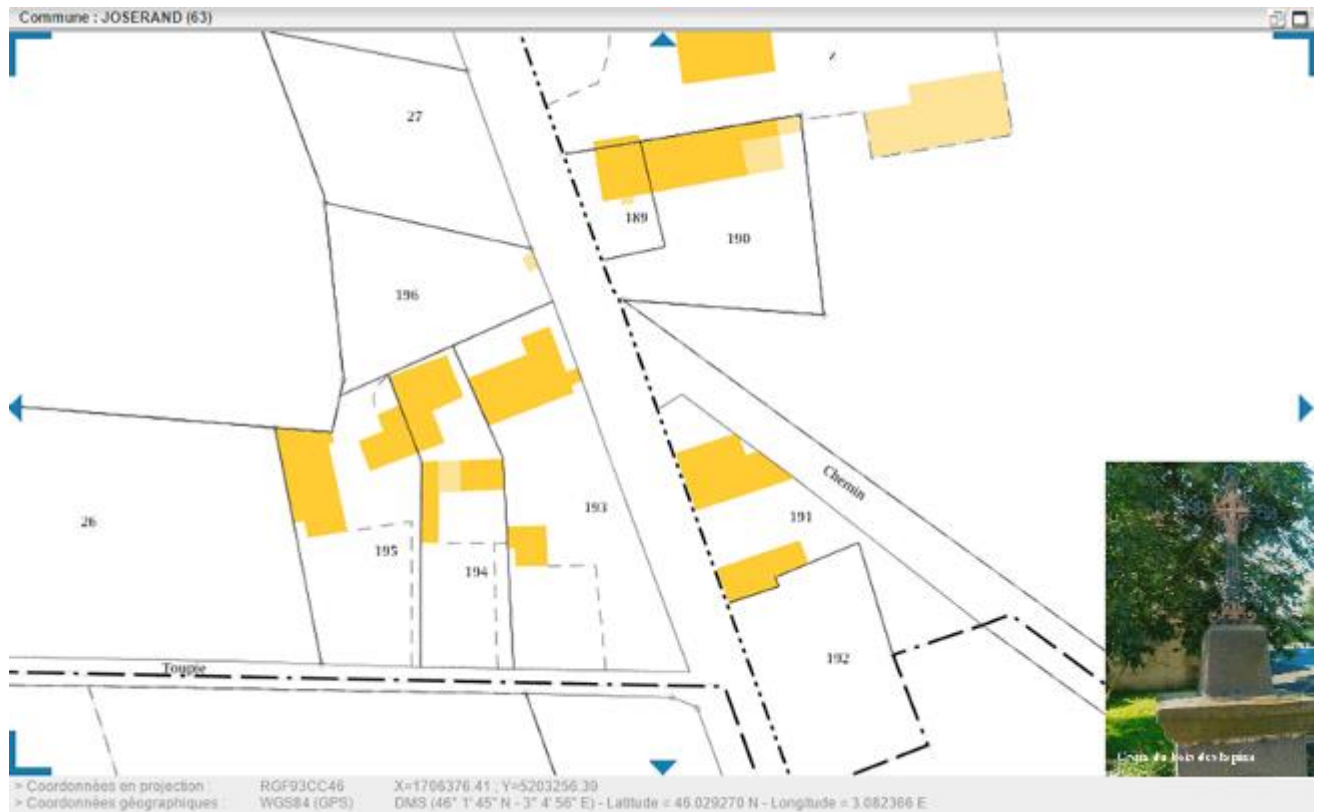 Commune : JOSERAND (63)
27
189
190
196
193
Chemin
191
26
195
194
192
Toupie
> Coordonnées en projection : RGF93CC46 X=1706376.41 ; Y=5203256.39
> Coordonnées géographiques : WGS84 (GPS) DMS (46° 1' 45" N - 3° 4' 56" E) - Latitude = 46.029270 N - Longitude = 3.082366 E